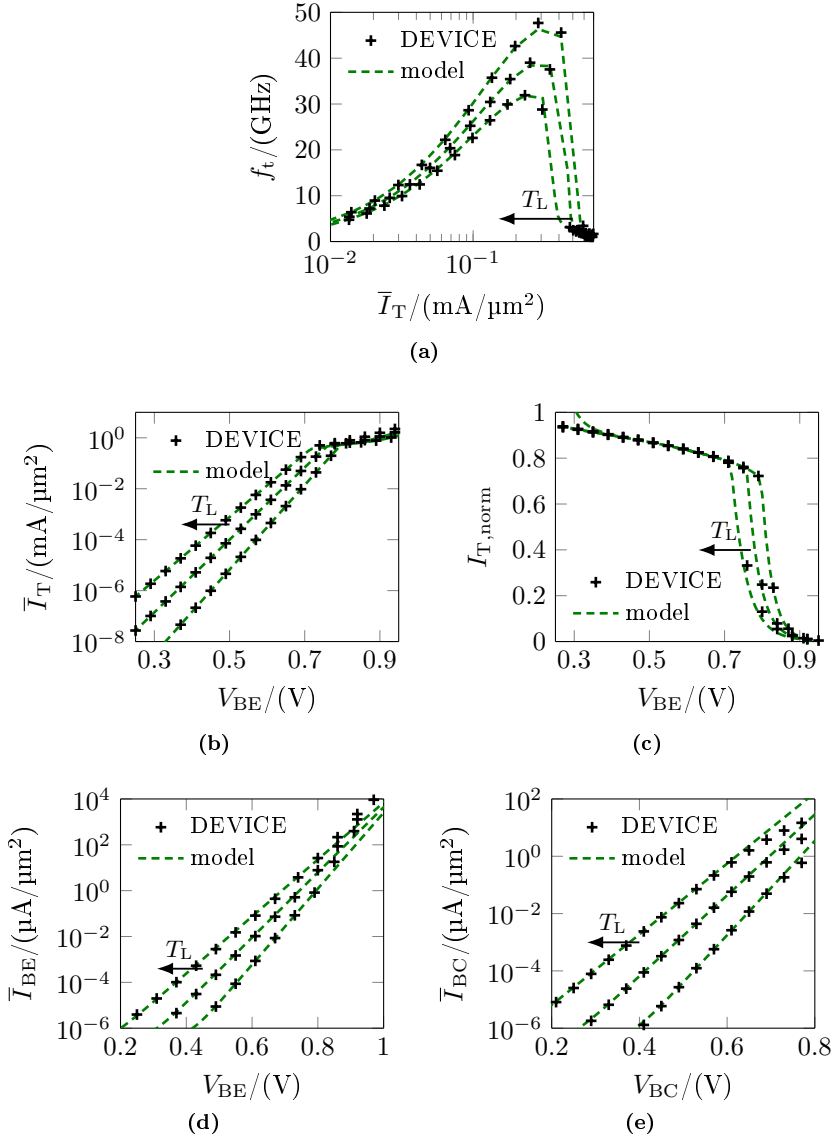 50
40
30
20
10
0
f_t/(GHz)
DEVICE
model
T_L
10^−2
10^−1
I̅_T/(mA/µm²)
(a)
10^0
10^−2
10^−4
10^−6
10^−8
I̅_T/(mA/µm²)
DEVICE
model
T_L
0.3
0.5
0.7
0.9
V_BE/(V)
(b)
1
0.8
0.6
0.4
0.2
0
I_T,norm
T_L
DEVICE
model
0.3
0.5
0.7
0.9
V_BE/(V)
(c)
10^4
10^2
10^0
10^−2
10^−4
10^−6
I̅_BE/(µA/µm²)
DEVICE
model
T_L
0.2
0.4
0.6
0.8
1
V_BE/(V)
(d)
10^2
10^0
10^−2
10^−4
10^−6
I̅_BC/(µA/µm²)
DEVICE
model
T_L
0.2
0.4
0.6
0.8
V_BC/(V)
(e)